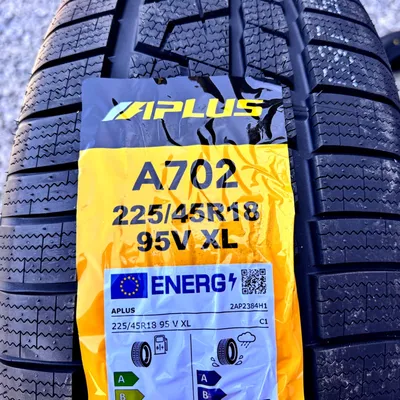 APLUS
A702
225/45R18
95V XL
ENERG
APLUS 2AP2384H1
225/45R18 95 V XL C1
A A
B B